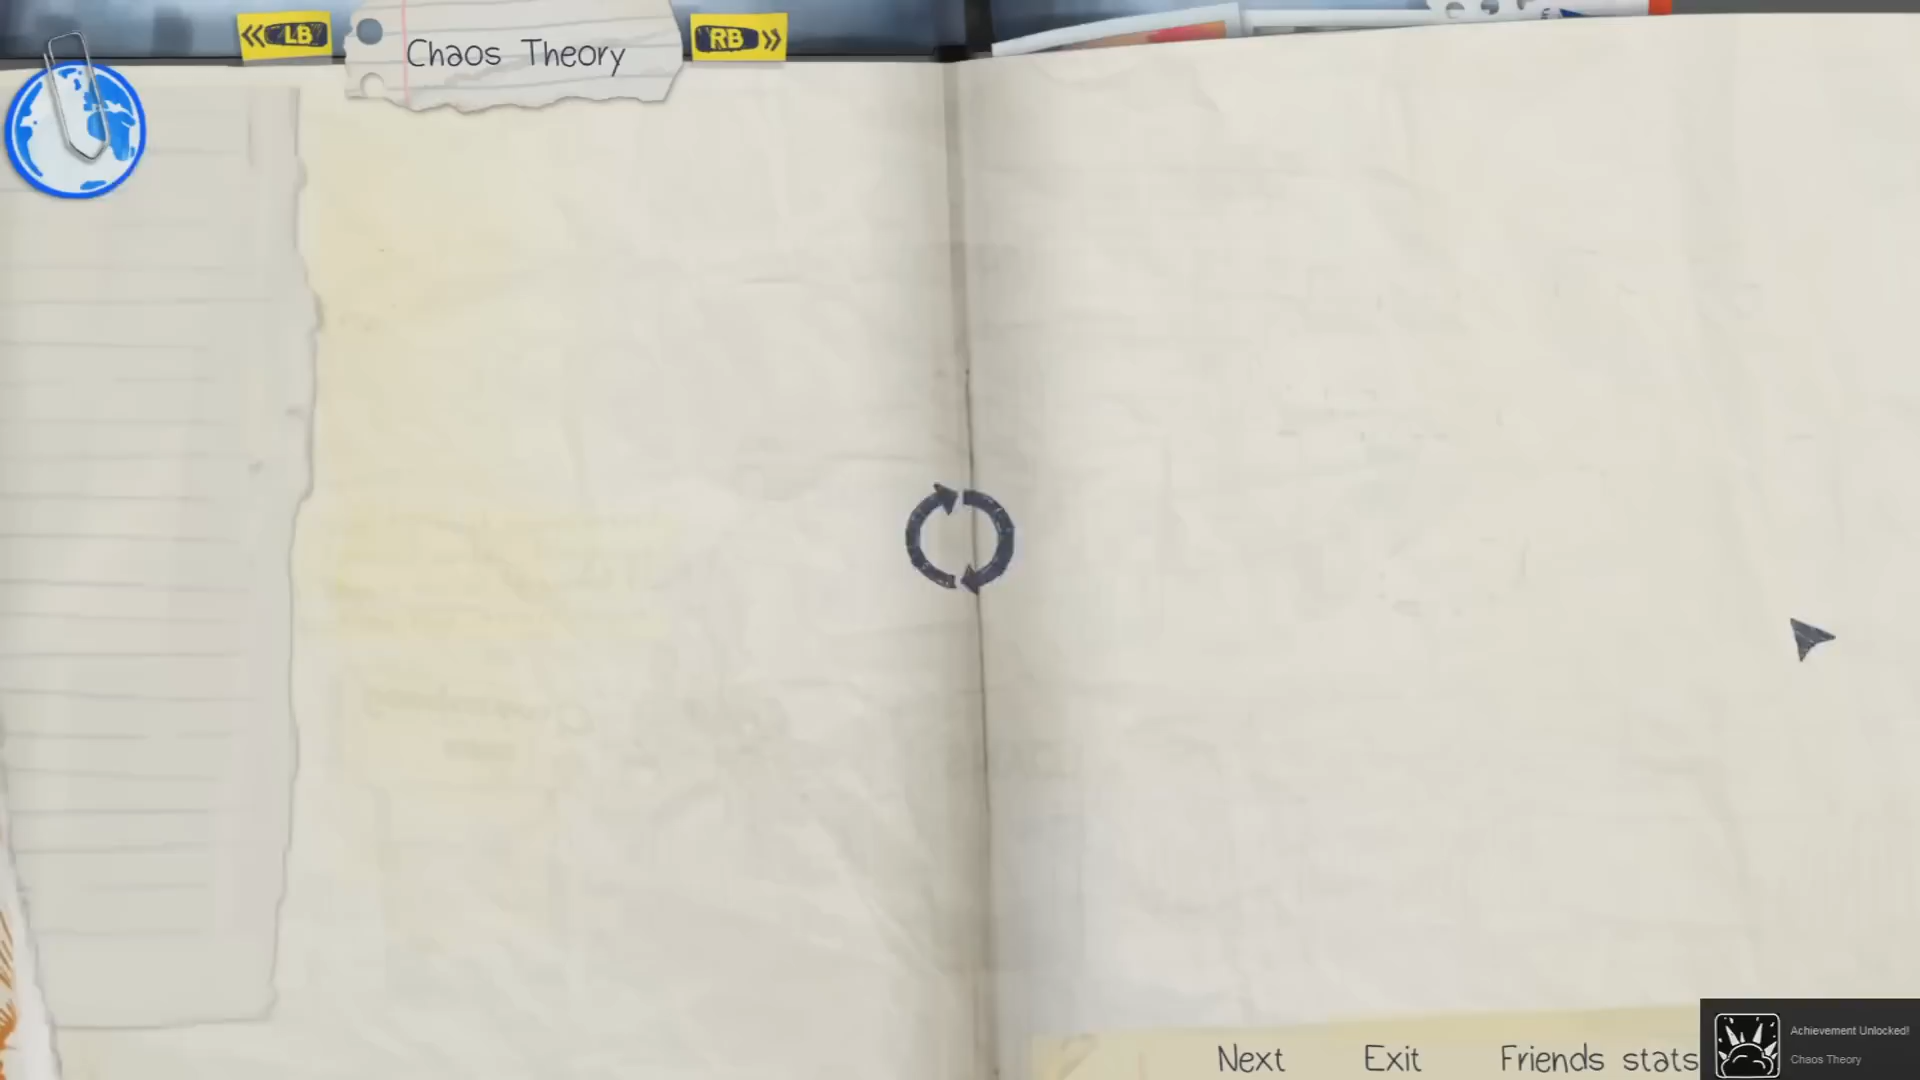 LB
Chaos Theory
RB
Next
Exit
Friends stats
Achievement Unlocked!
Chaos Theory